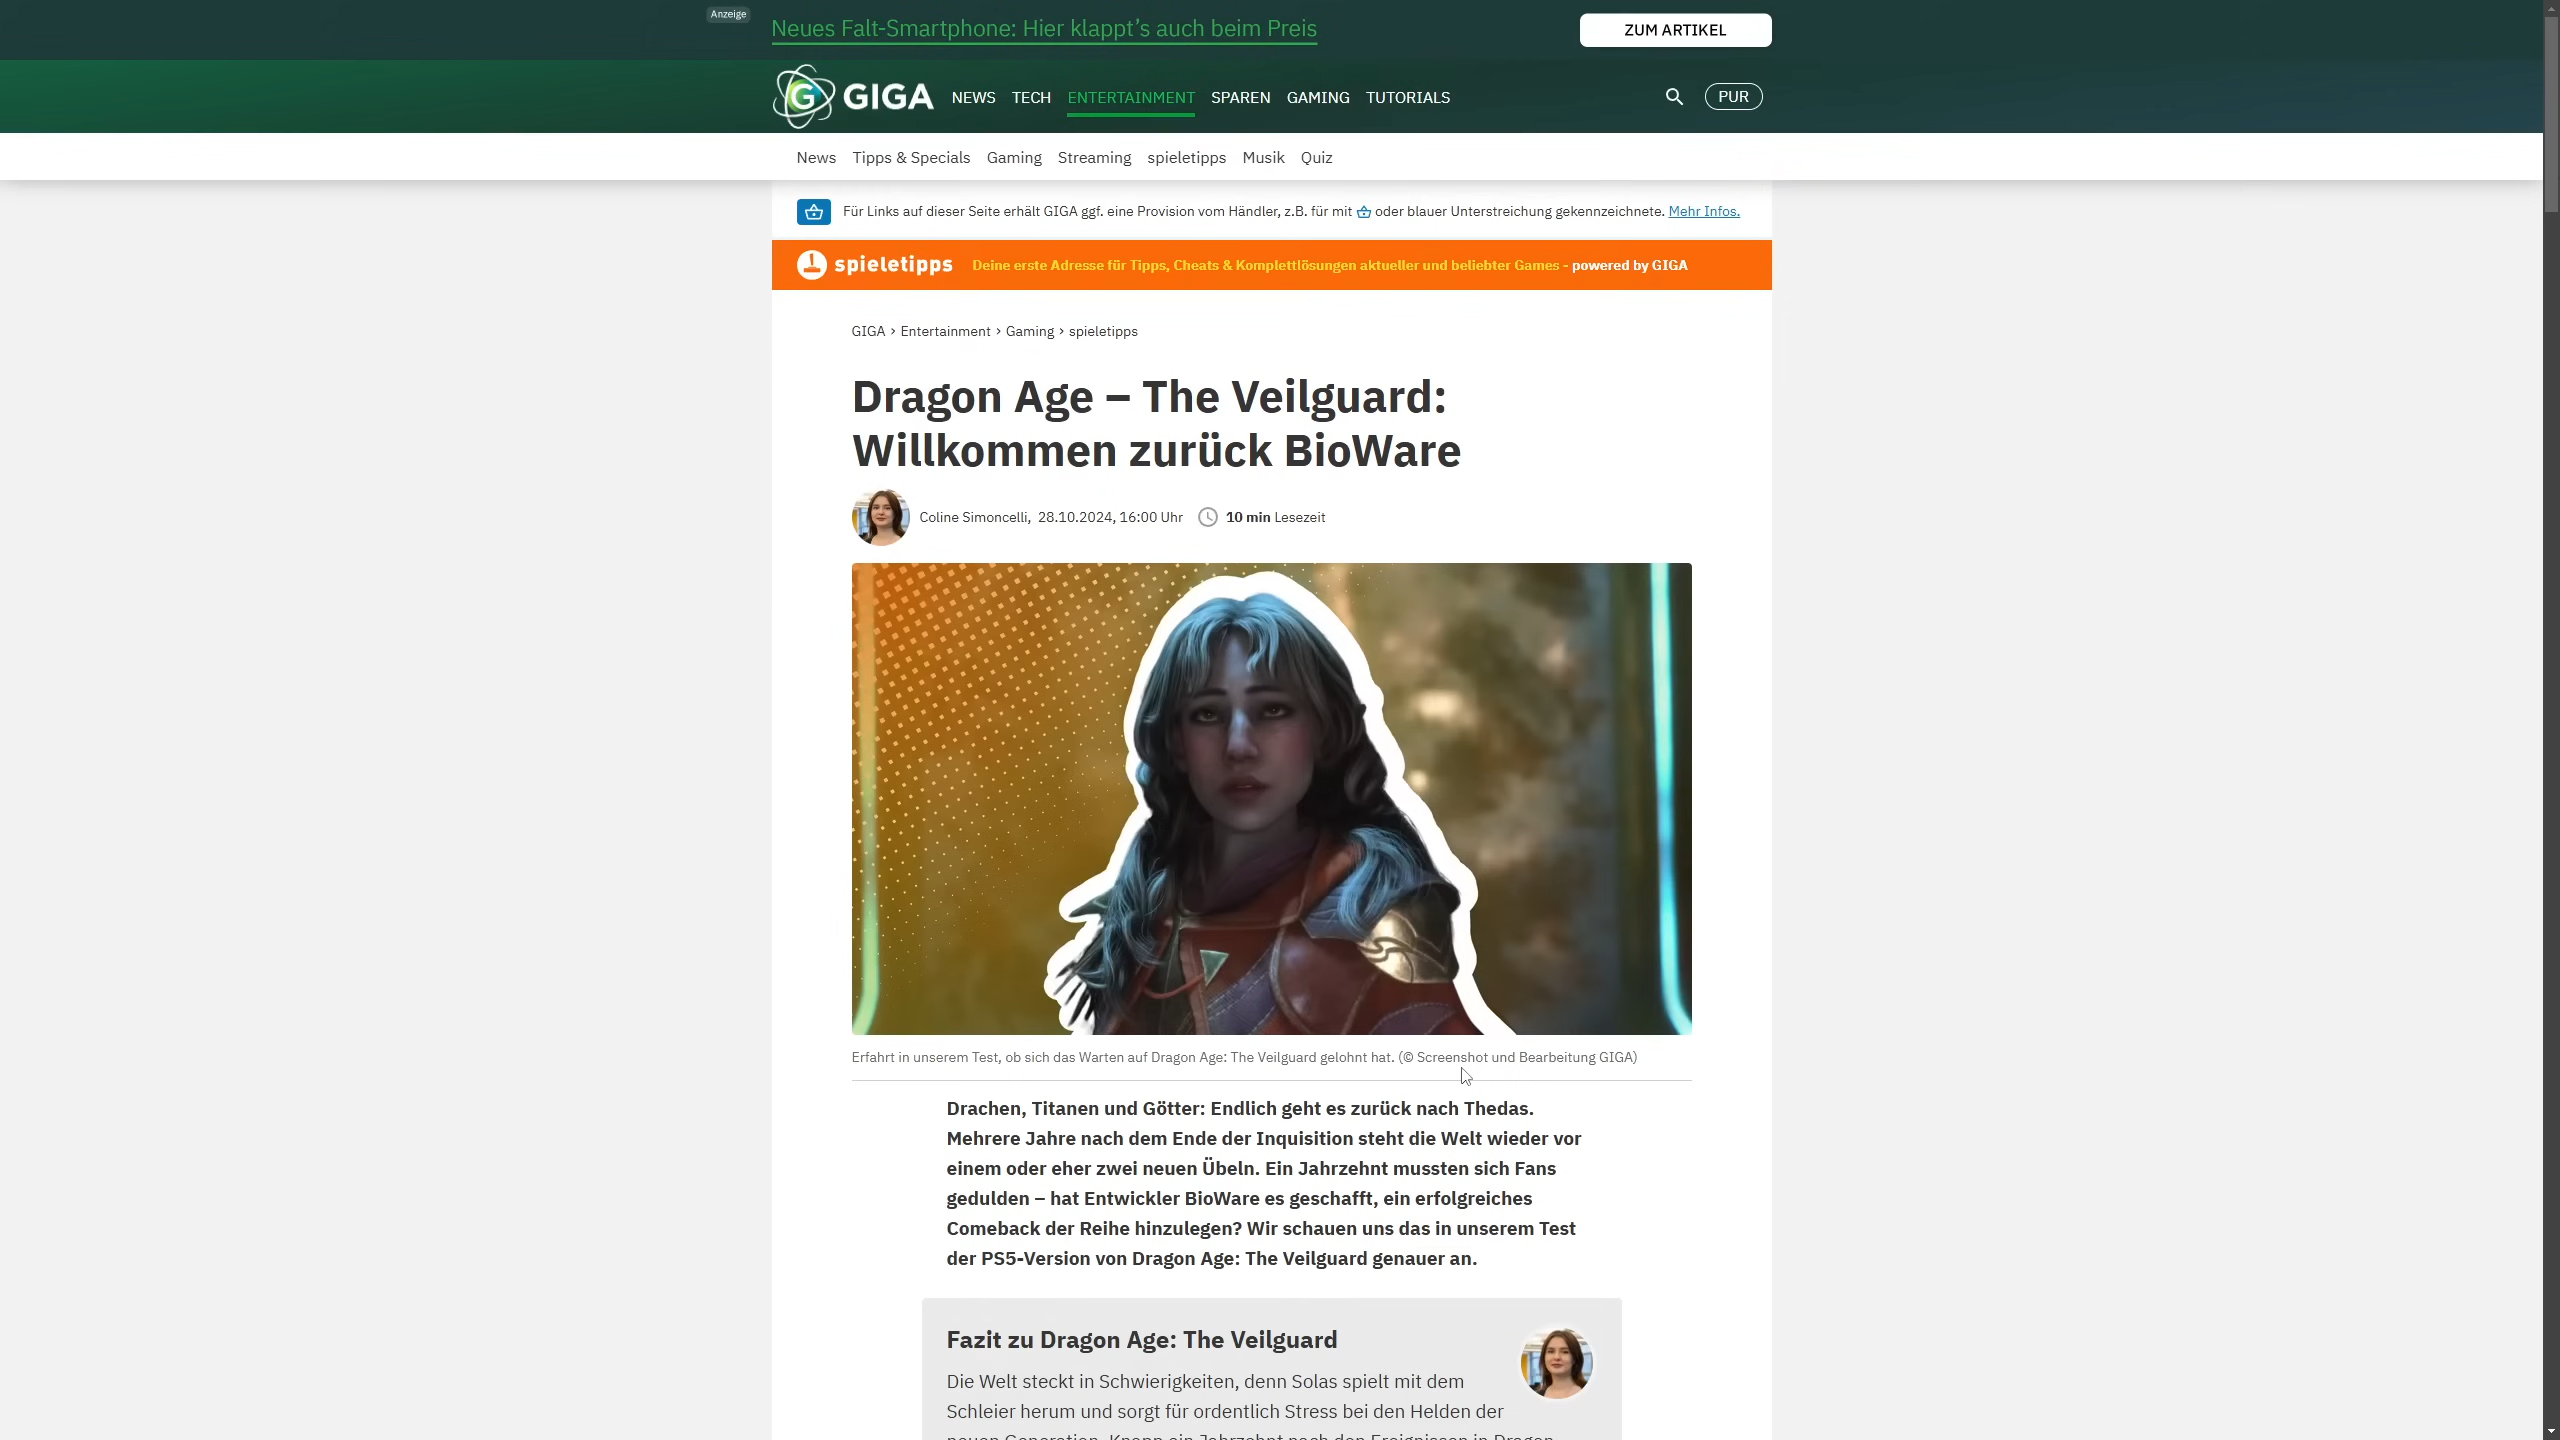 Anzeige
Neues Falt-Smartphone: Hier klappt’s auch beim Preis
ZUM ARTIKEL
G GIGA NEWS TECH ENTERTAINMENT SPAREN GAMING TUTORIALS
PUR
News Tipps & Specials Gaming Streaming spieletipps Musik Quiz
Für Links auf dieser Seite erhält GIGA ggf. eine Provision vom Händler, z.B. für mit oder blauer Unterstreichung gekennzeichnete. Mehr Infos.
spieletipps Deine erste Adresse für Tipps, Cheats & Komplettlösungen aktueller und beliebter Games - powered by GIGA
GIGA › Entertainment › Gaming › spieletipps
Dragon Age – The Veilguard:
Willkommen zurück BioWare
Coline Simoncelli, 28.10.2024, 16:00 Uhr 10 min Lesezeit
Erfahrt in unserem Test, ob sich das Warten auf Dragon Age: The Veilguard gelohnt hat. (© Screenshot und Bearbeitung GIGA)
Drachen, Titanen und Götter: Endlich geht es zurück nach Thedas.
Mehrere Jahre nach dem Ende der Inquisition steht die Welt wieder vor
einem oder eher zwei neuen Übeln. Ein Jahrzehnt mussten sich Fans
gedulden – hat Entwickler BioWare es geschafft, ein erfolgreiches
Comeback der Reihe hinzulegen? Wir schauen uns das in unserem Test
der PS5-Version von Dragon Age: The Veilguard genauer an.
Fazit zu Dragon Age: The Veilguard
Die Welt steckt in Schwierigkeiten, denn Solas spielt mit dem
Schleier herum und sorgt für ordentlich Stress bei den Helden der
neuen Generation. Knapp ein Jahrzehnt nach den Ereignissen in Dragon